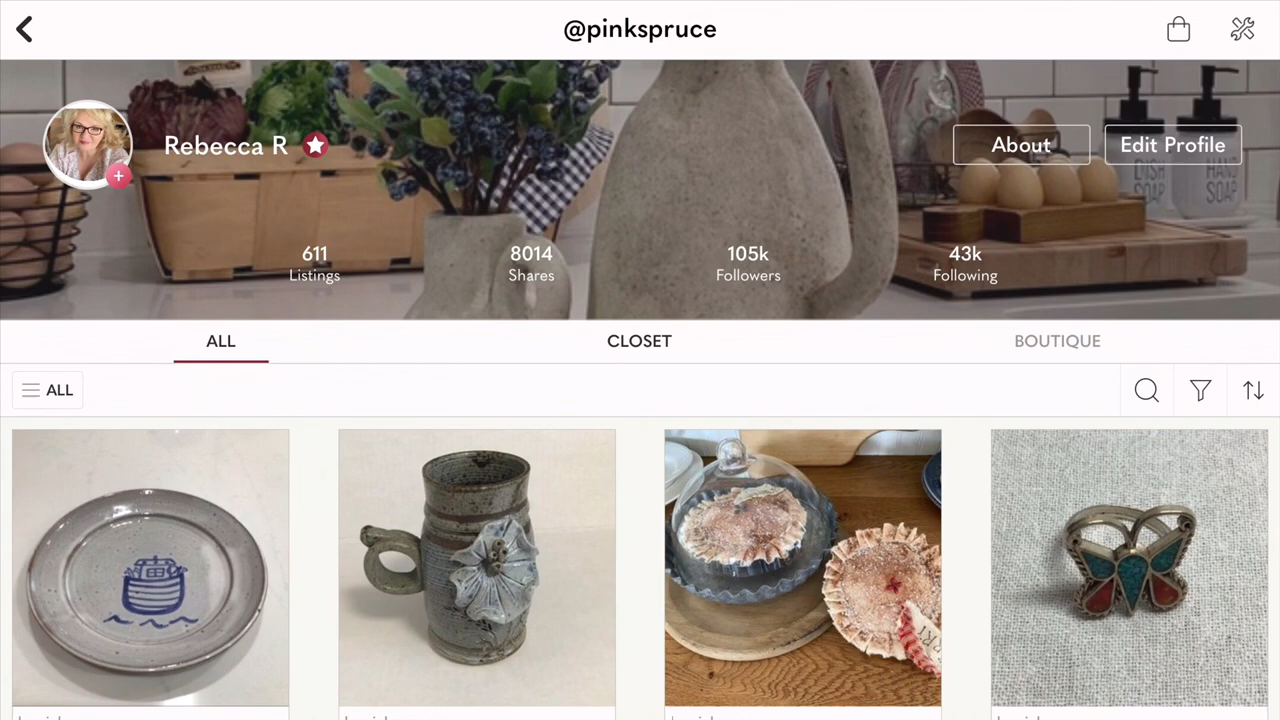 @pinkspruce
Rebecca R
About
Edit Profile
DISH
SOAP
HAND
SOAP
611
8014
105k
43k
Listings
Shares
Followers
Following
ALL
CLOSET
BOUTIQUE
ALL